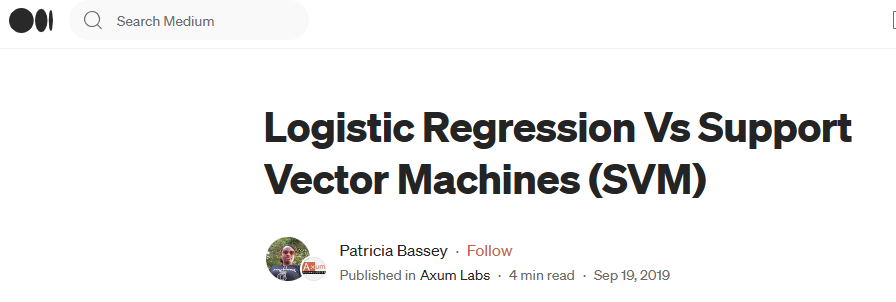 Search Medium
Logistic Regression Vs Support
Vector Machines (SVM)
Patricia Bassey · Follow
Published in Axum Labs · 4 min read · Sep 19, 2019